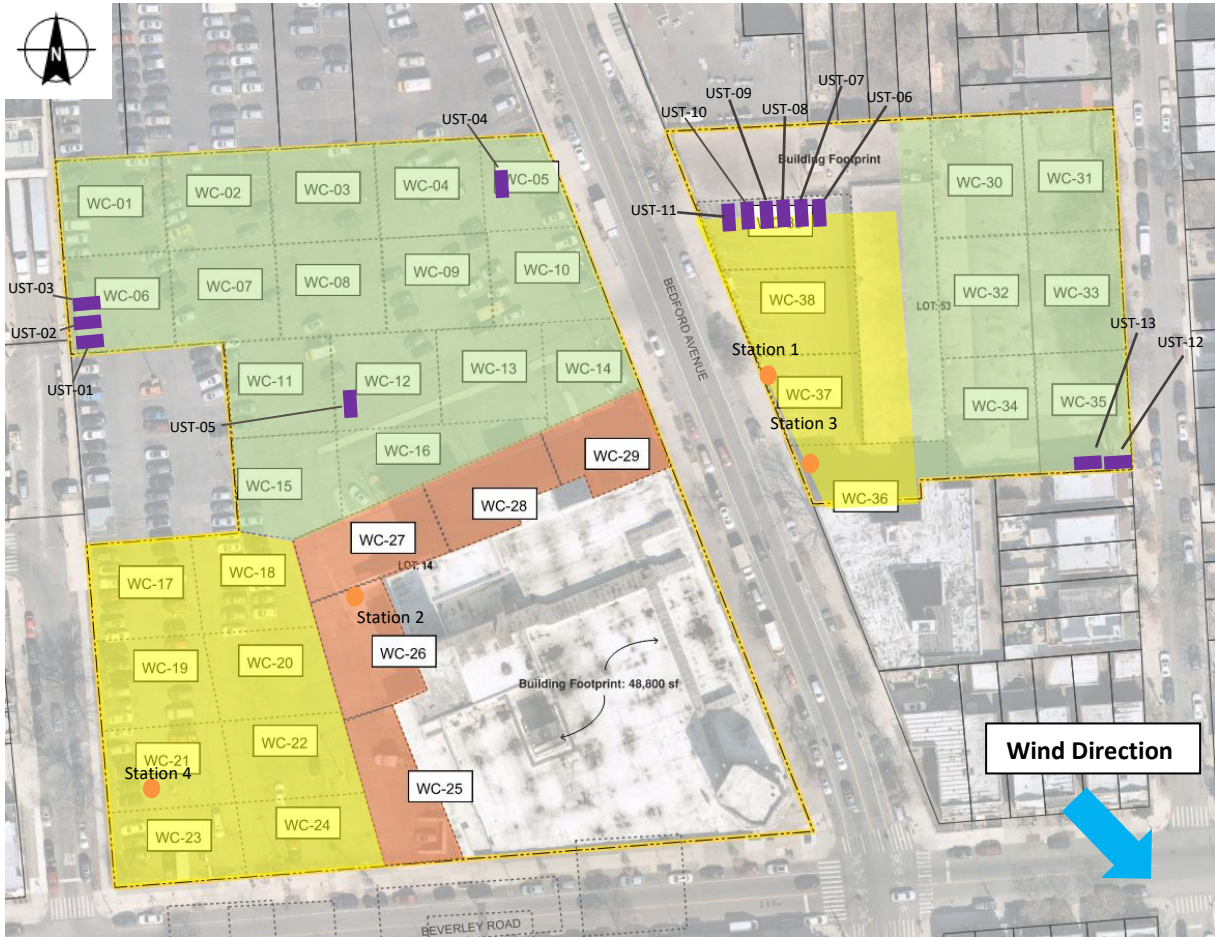 N
UST-07
UST-09
UST-08
UST-06
UST-10
UST-04
Building Footprint
WC-05
WC-01
WC-02
WC-03
WC-04
WC-30
WC-31
UST-11
UST-03
WC-06
WC-07
WC-08
WC-09
WC-10
WC-38
WC-32
WC-33
LOT: 53
BEDFORD AVENUE
UST-02
UST-13
UST-12
UST-01
Station 1
WC-11
WC-12
WC-13
WC-14
WC-37
WC-34
WC-35
UST-05
Station 3
WC-16
WC-29
WC-15
WC-36
WC-28
WC-27
LOT: 14
WC-17
WC-18
Station 2
WC-19
WC-20
WC-26
Building Footprint: 48,800 sf
WC-21
WC-22
Station 4
WC-25
Wind Direction
WC-23
WC-24
BEVERLEY ROAD